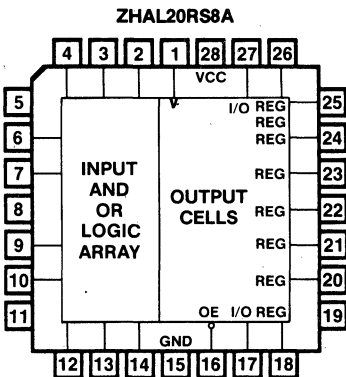 ZHAL20RS8A
4 3 2 1 28 27 26
VCC
5 I/O REG 25
REG
6 REG 24
7 INPUT AND OR LOGIC ARRAY REG 23
8 OUTPUT CELLS REG 22
9 REG 21
10 REG 20
11 OE I/O REG 19
GND
12 13 14 15 16 17 18